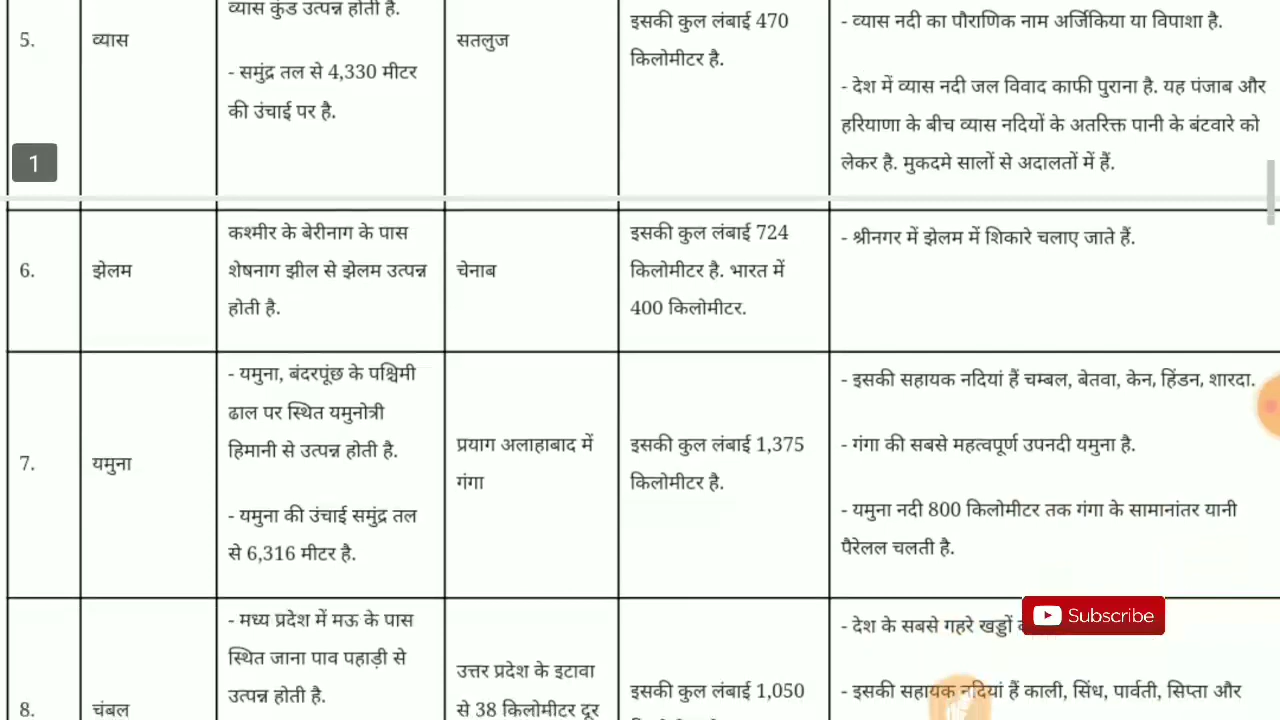 व्यास कुंड उत्पन्न होती है.
5.
व्यास
- समुंद्र तल से 4,330 मीटर
की उंचाई पर है.
सतलुज
इसकी कुल लंबाई 470
किलोमीटर है.
- व्यास नदी का पौराणिक नाम अर्जिकिया या विपाशा है.
- देश में व्यास नदी जल विवाद काफी पुराना है. यह पंजाब और
हरियाणा के बीच व्यास नदियों के अतरिक्त पानी के बंटवारे को
लेकर है. मुकदमे सालों से अदालतों में हैं.
1
6.
झेलम
कश्मीर के बेरीनाग के पास
शेषनाग झील से झेलम उत्पन्न
होती है.
चेनाब
इसकी कुल लंबाई 724
किलोमीटर है. भारत में
400 किलोमीटर.
- श्रीनगर में झेलम में शिकारे चलाए जाते हैं.
7.
यमुना
- यमुना, बंदरपूंछ के पश्चिमी
ढाल पर स्थित यमुनोत्री
हिमानी से उत्पन्न होती है.
- यमुना की उंचाई समुंद्र तल
से 6,316 मीटर है.
प्रयाग अलाहाबाद में
गंगा
इसकी कुल लंबाई 1,375
किलोमीटर है.
- इसकी सहायक नदियां हैं चम्बल, बेतवा, केन, हिंडन, शारदा.
- गंगा की सबसे महत्वपूर्ण उपनदी यमुना है.
- यमुना नदी 800 किलोमीटर तक गंगा के सामानांतर यानी
पैरेलल चलती है.
8.
चंबल
- मध्य प्रदेश में मऊ के पास
स्थित जाना पाव पहाड़ी से
उत्पन्न होती है.
उत्तर प्रदेश के इटावा
से 38 किलोमीटर दूर
इसकी कुल लंबाई 1,050
- देश के सबसे गहरे खड्डों
Subscribe
- इसकी सहायक नदियां हैं काली, सिंध, पार्वती, सिप्ता और